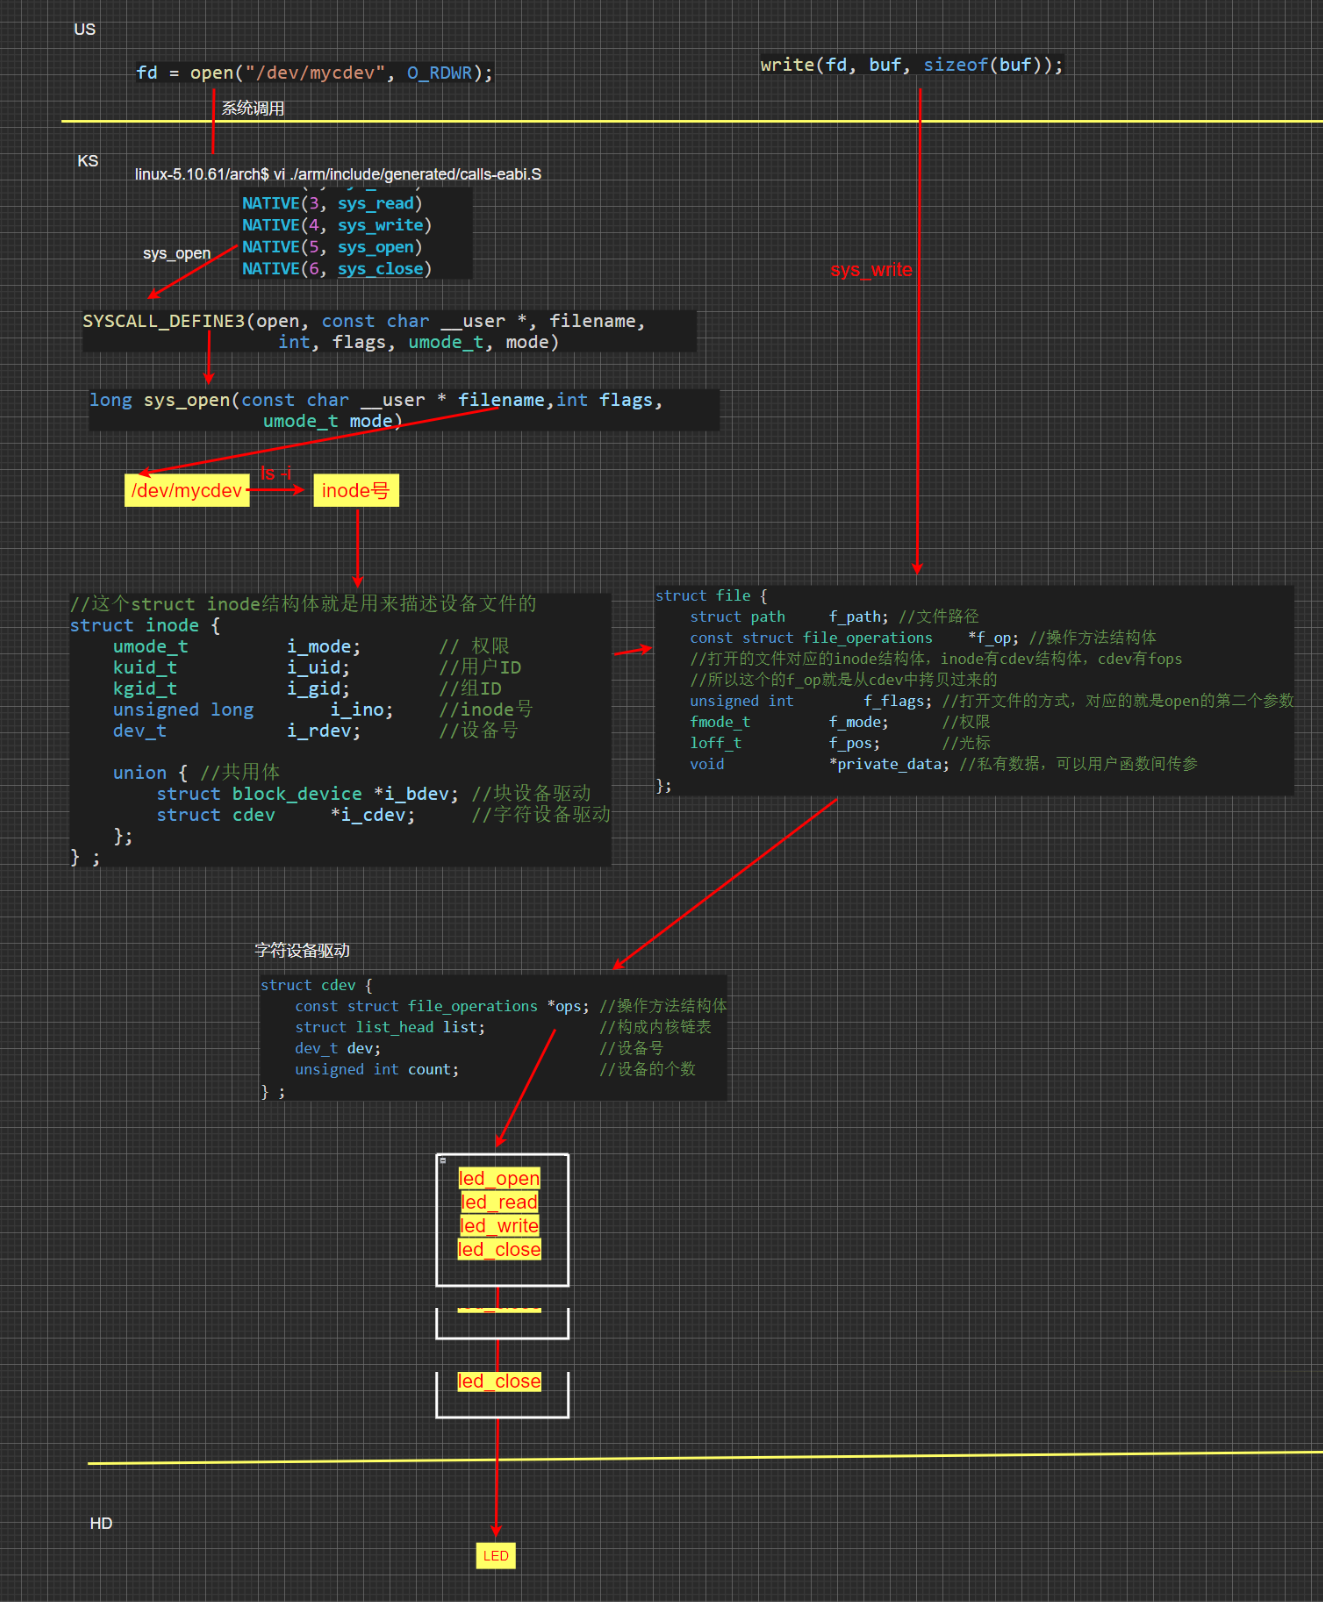 US
fd = open("/dev/mycdev", O_RDWR);
write(fd, buf, sizeof(buf));
系统调用
KS
linux-5.10.61/arch$ vi ./arm/include/generated/calls-eabi.S
NATIVE(3, sys_read)
NATIVE(4, sys_write)
NATIVE(5, sys_open)
NATIVE(6, sys_close)
sys_open
sys_write
SYSCALL_DEFINE3(open, const char __user *, filename,
int, flags, umode_t, mode)
long sys_open(const char __user * filename,int flags,
umode_t mode)
ls -i
/dev/mycdev
inode号
//这个struct inode结构体就是用来描述设备文件的
struct inode {
umode_t i_mode; // 权限
kuid_t i_uid; //用户ID
kgid_t i_gid; //组ID
unsigned long i_ino; //inode号
dev_t i_rdev; //设备号
union { //共用体
struct block_device *i_bdev; //块设备驱动
struct cdev *i_cdev; //字符设备驱动
};
} ;
struct file {
struct path f_path; //文件路径
const struct file_operations *f_op; //操作方法结构体
//打开的文件对应的inode结构体, inode有cdev结构体, cdev有fops
//所以这个的f_op就是从cdev中拷贝过来的
unsigned int f_flags; //打开文件的方式, 对应的就是open的第二个参数
fmode_t f_mode; //权限
loff_t f_pos; //光标
void *private_data; //私有数据, 可以用户函数间传参
};
字符设备驱动
struct cdev {
const struct file_operations *ops; //操作方法结构体
struct list_head list; //构成内核链表
dev_t dev; //设备号
unsigned int count; //设备的个数
} ;
led_open
led_read
led_write
led_close
led_close
HD
LED